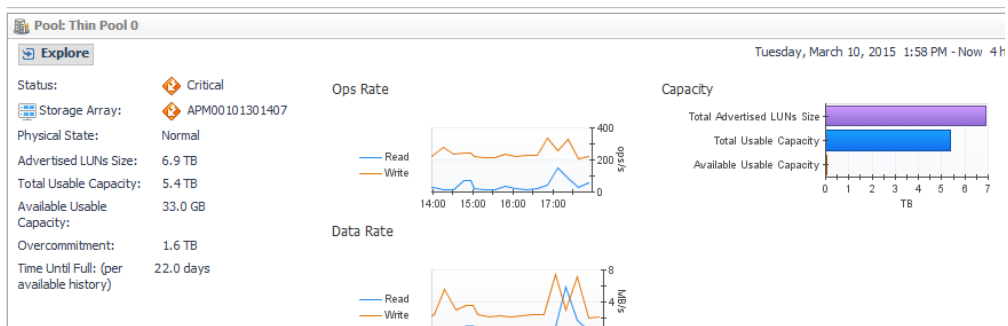 Pool: Thin Pool 0
Explore
Tuesday, March 10, 2015 1:58 PM - Now 4 h
Status: Critical
Storage Array: APM00101301407
Physical State: Normal
Advertised LUNs Size: 6.9 TB
Total Usable Capacity: 5.4 TB
Available Usable
Capacity:
33.0 GB
Overcommitment: 1.6 TB
Time Until Full: (per
available history)
22.0 days
Ops Rate
Read
Write
400
200
0
ops/s
14:00 15:00 16:00 17:00
Data Rate
Read
Write
8
4
MB/s
Capacity
Total Advertised LUNs Size
Total Usable Capacity
Available Usable Capacity
0 1 2 3 4 5 6 7
TB